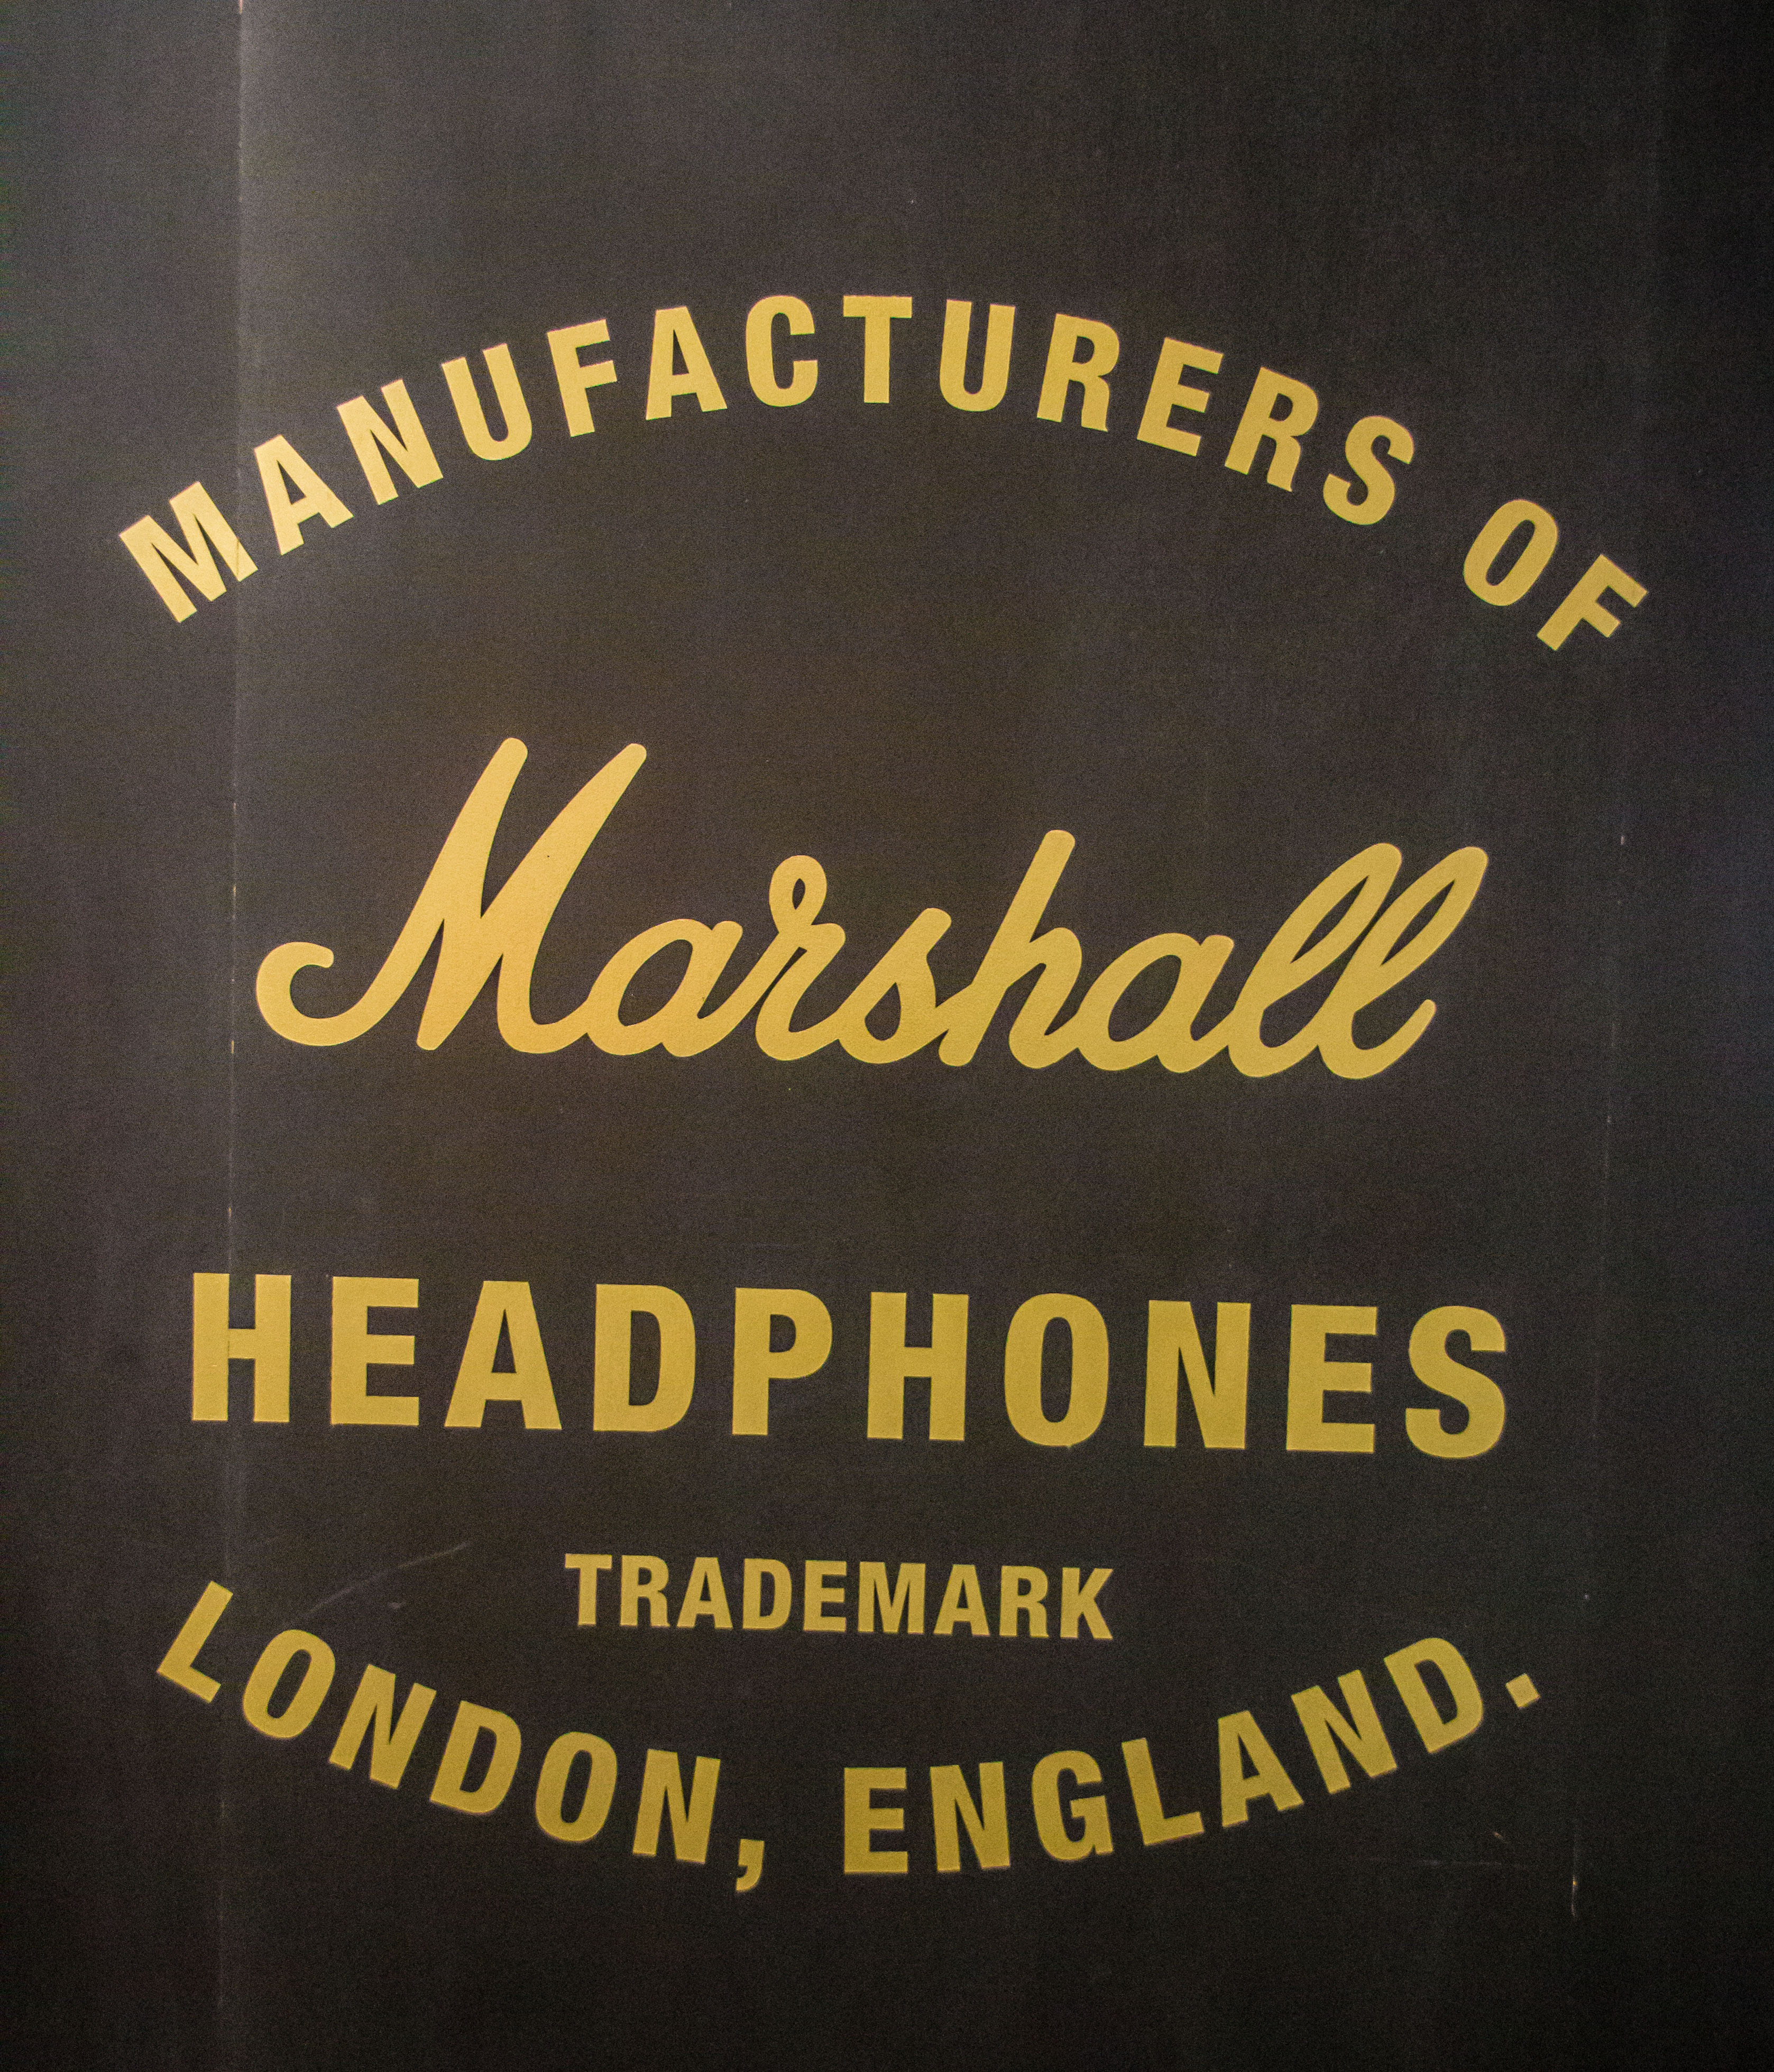 MANUFACTURERS OF
Marshall
HEADPHONES
TRADEMARK
LONDON, ENGLAND.